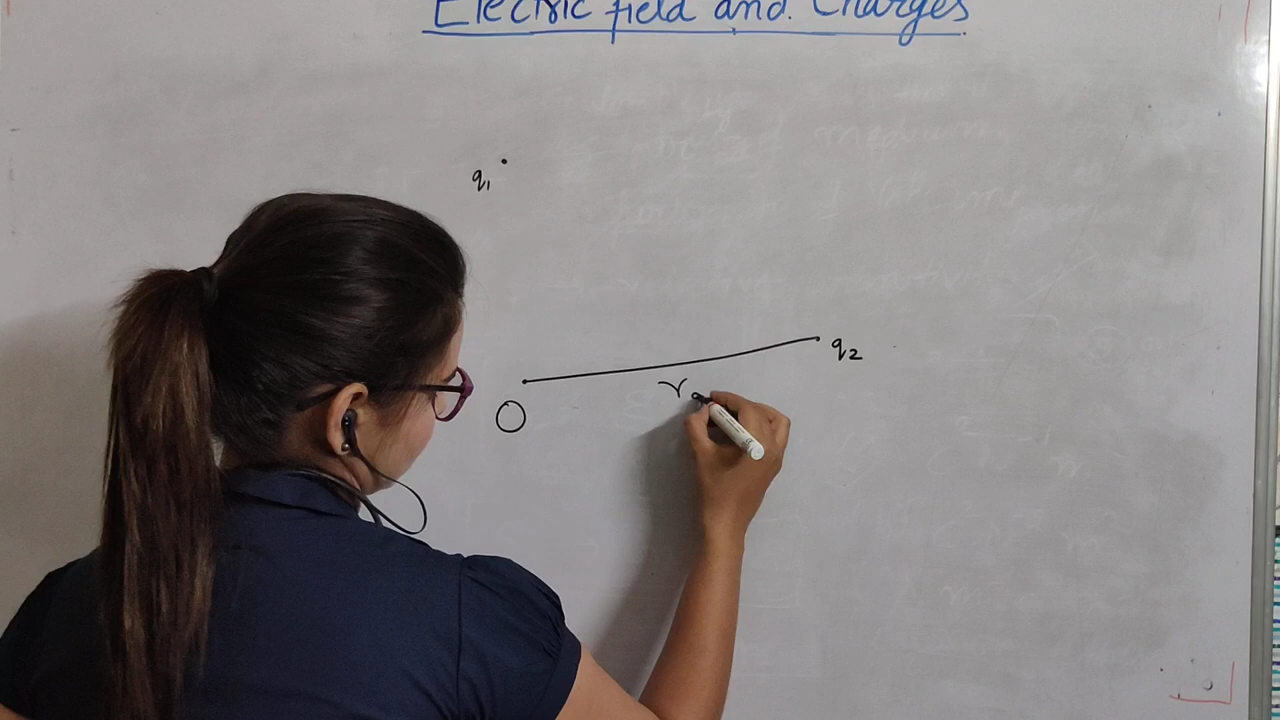 Electric field and Charges
q₁
q₂
r
O